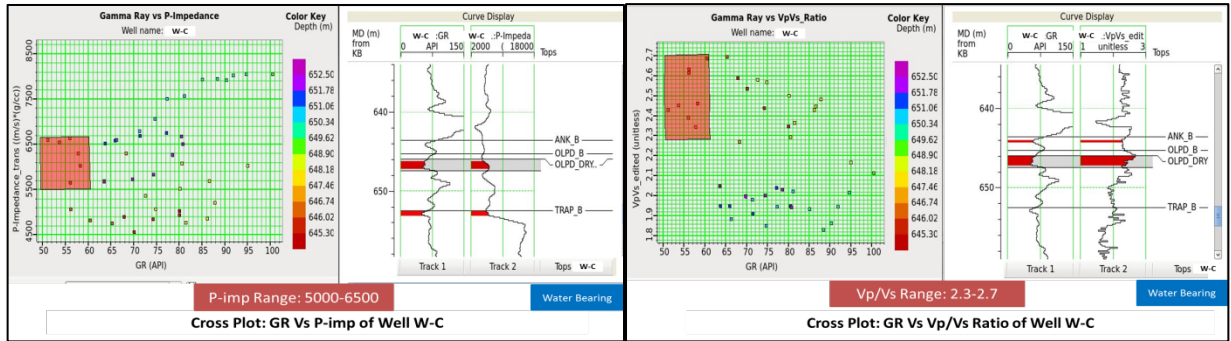 Gamma Ray vs P-Impedance
Well name: W-C
P-Impedance_trans ((m/s)*(g/cc))
8500
7500
6500
5500
4500
50 55 60 65 70 75 80 85 90 95 100
GR (API)
Color Key
Depth (m)
652.50
651.78
651.06
650.34
649.62
648.90
648.18
647.46
646.74
646.02
645.30
Curve Display
MD (m)
from
KB
W-C :GR
0 API 150
W-C .:P-Impeda
2000 ( 18000
Tops
640
650
ANK_B
OLPD_B
OLPD_DRY..
TRAP_B
Track 1 Track 2 Tops W-C
P-imp Range: 5000-6500
Water Bearing
Cross Plot: GR Vs P-imp of Well W-C
Gamma Ray vs VpVs_Ratio
Well name: W-C
VpVs_edited (unitless)
2.7
2.6
2.5
2.4
2.3
2.2
2.1
2
1.9
1.8
50 55 60 65 70 75 80 85 90 95 100
GR (API)
Color Key
Depth (m)
652.50
651.78
651.06
650.34
649.62
648.90
648.18
647.46
646.74
646.02
645.30
Curve Display
MD (m)
from
KB
W-C GR
0 API 150
W-C .:VpVs_edit
1 unitless 3
Tops
640
650
ANK_B
OLPD_B
OLPD_DRY
TRAP_B
Track 1 Track 2 Tops W-C
Vp/Vs Range: 2.3-2.7
Water Bearing
Cross Plot: GR Vs Vp/Vs Ratio of Well W-C